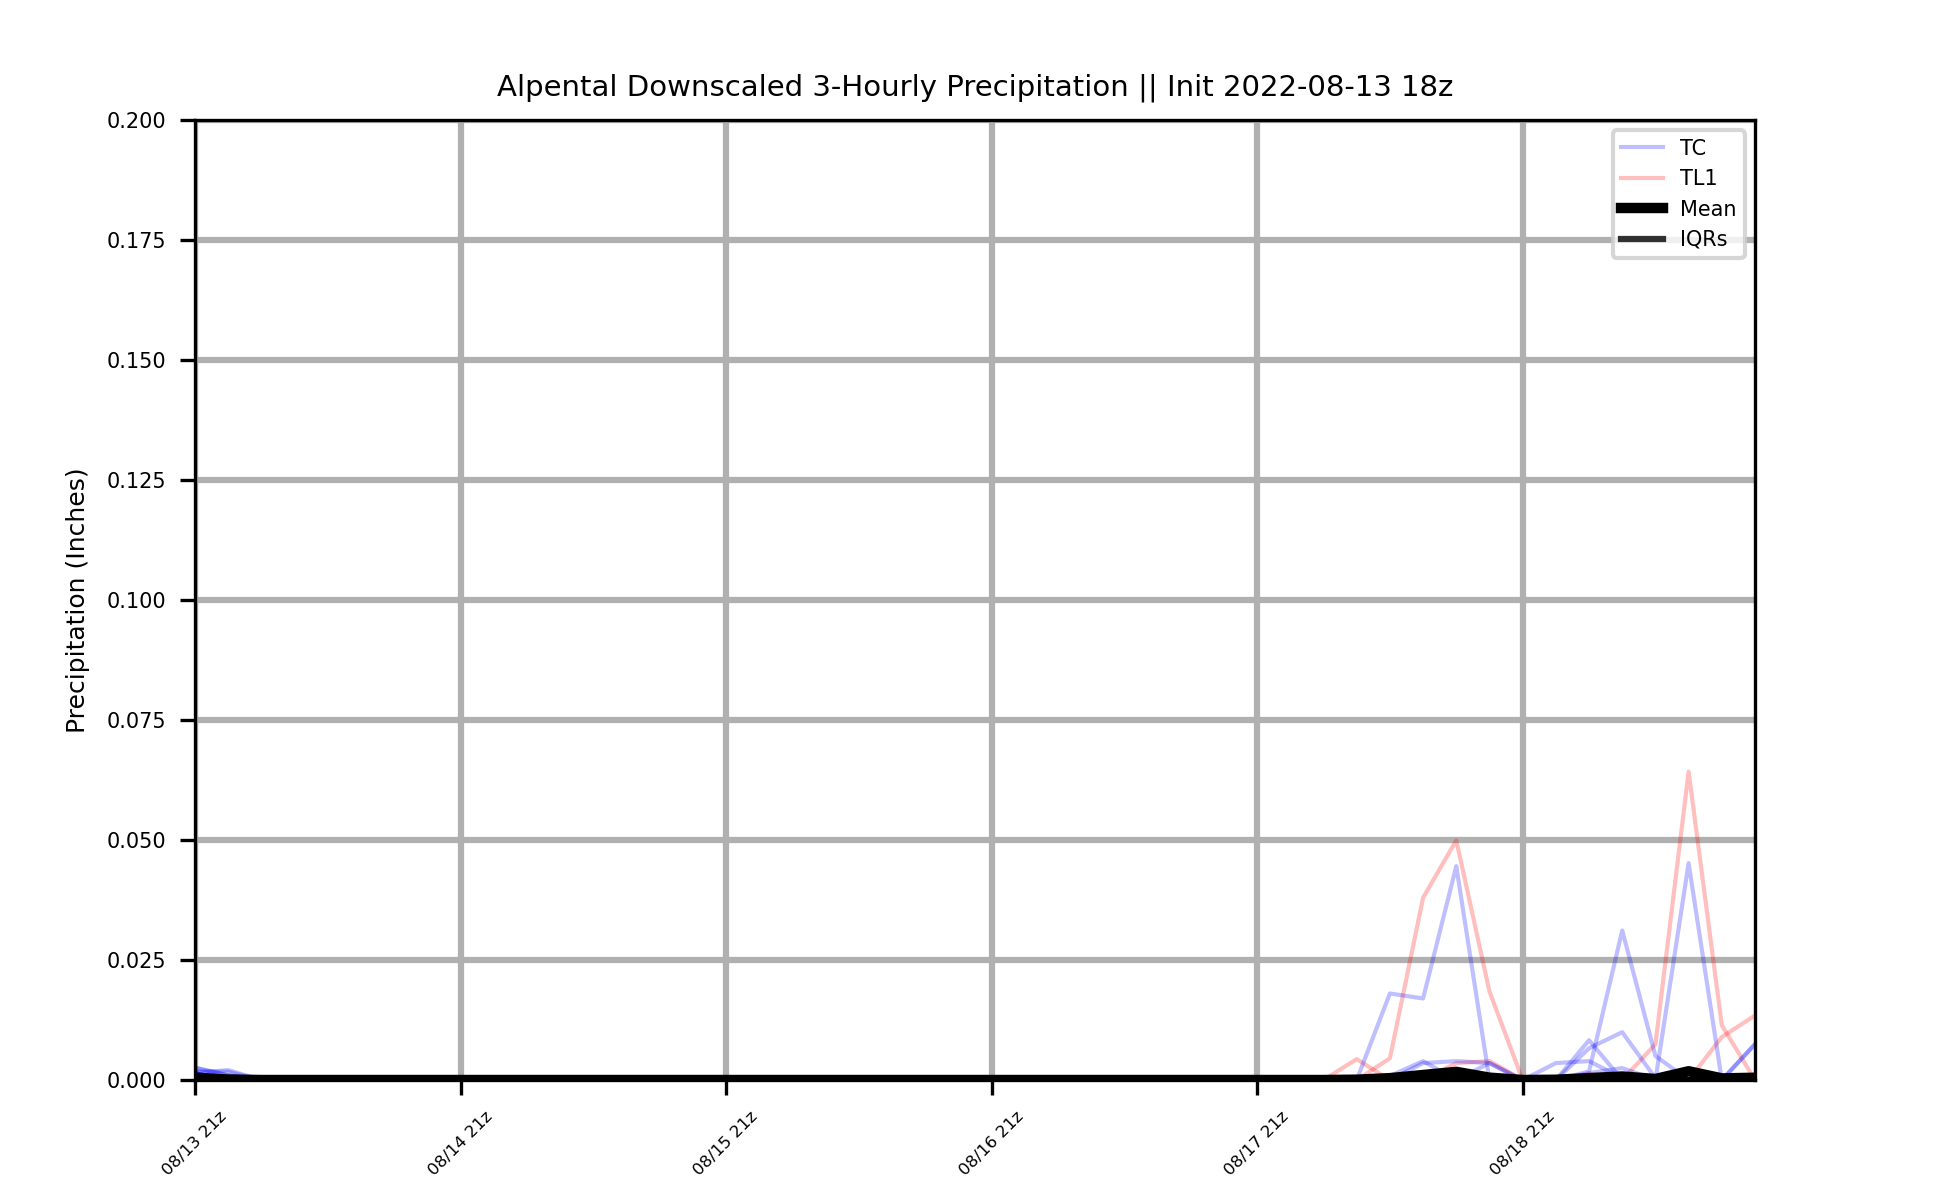 Alpental Downscaled 3-Hourly Precipitation || Init 2022-08-13 18z
TC
TL1
Mean
IQRs
Precipitation (Inches)
0.200
0.175
0.150
0.125
0.100
0.075
0.050
0.025
0.000
08/13 21z
08/14 21z
08/15 21z
08/16 21z
08/17 21z
08/18 21z